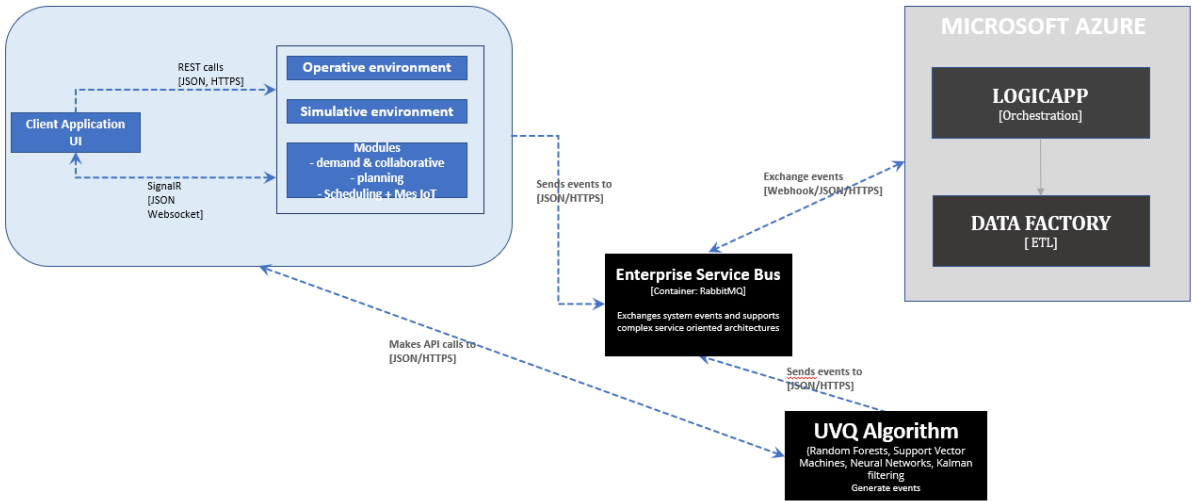 MICROSOFT AZURE
REST calls
[JSON, HTTPS]
Operative environment
Simulative environment
Client Application
UI
Modules
- demand & collaborative
- planning
- Scheduling + Mes IoT
SignalR
[JSON
Websocket]
LOGICAPP
[Orchestration]
Sends events to
[JSON/HTTPS]
Exchange events
[Webhook/JSON/HTTPS]
DATA FACTORY
[ ETL]
Enterprise Service Bus
[Container: RabbitMQ]
Exchanges system events and supports
complex service oriented architectures
Makes API calls to
[JSON/HTTPS]
Sends events to
[JSON/HTTPS]
UVQ Algorithm
(Random Forests, Support Vector
Machines, Neural Networks, Kalman
filtering
Generate events